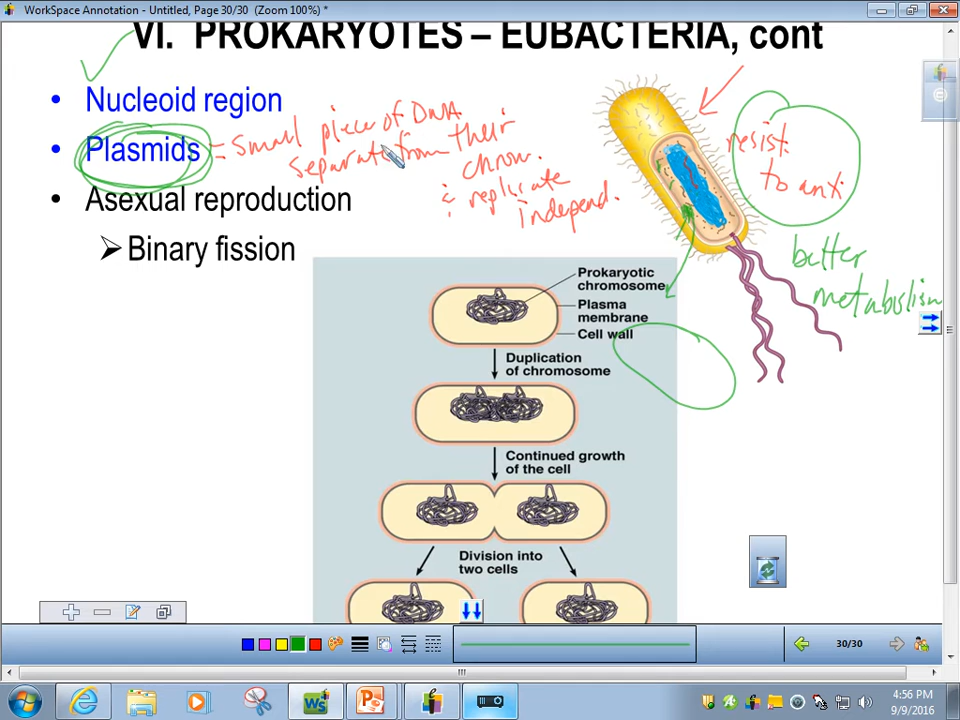 WorkSpace Annotation - Untitled, Page 30/30 (Zoom 100%) *
VI. PROKARYOTES – EUBACTERIA, cont
• Nucleoid region
• Plasmids = small piece of DNA
separate from their
chrom.
& replicate
independ.
• Asexual reproduction
➢ Binary fission
resist.
to anti
better
metabolism
Prokaryotic
chromosome
Plasma
membrane
Cell wall
Duplication
of chromosome
Continued growth
of the cell
Division into
two cells
30/30
4:56 PM
9/9/2016